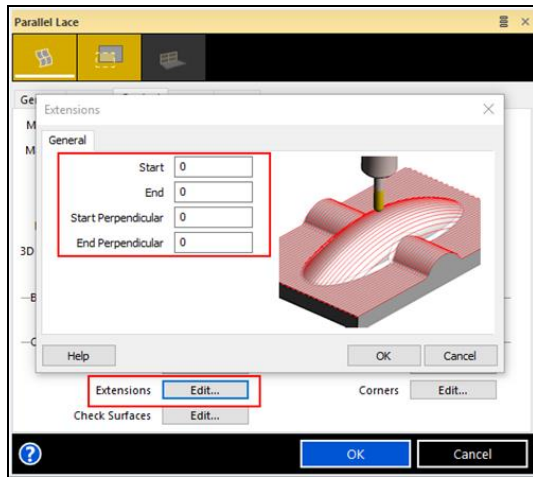 Parallel Lace
Ge
Extensions
M
General
M
Start 0
End 0
Start Perpendicular 0
End Perpendicular 0
3D
Help OK Cancel
Extensions Edit... Corners Edit...
Check Surfaces Edit...
? OK Cancel